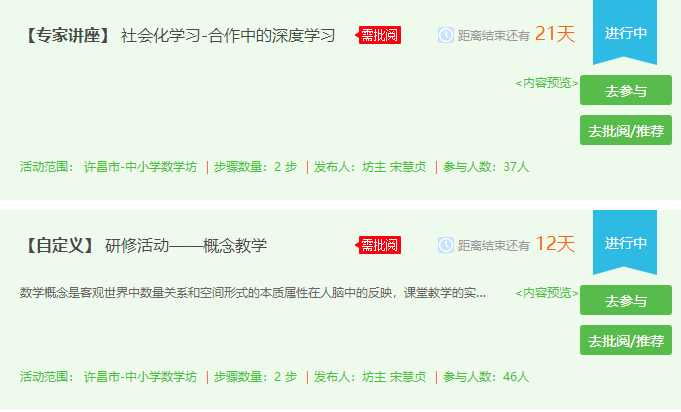 【专家讲座】 社会化学习-合作中的深度学习 需批阅 距离结束还有 21天 进行中
<内容预览> 去参与
去批阅/推荐
活动范围： 许昌市-中小学数学坊 | 步骤数量：2 步 | 发布人：坊主 宋慧贞 | 参与人数：37人
【自定义】 研修活动——概念教学 需批阅 距离结束还有 12天 进行中
数学概念是客观世界中数量关系和空间形式的本质属性在人脑中的反映，课堂教学的实... <内容预览> 去参与
去批阅/推荐
活动范围： 许昌市-中小学数学坊 | 步骤数量：2 步 | 发布人：坊主 宋慧贞 | 参与人数：46人